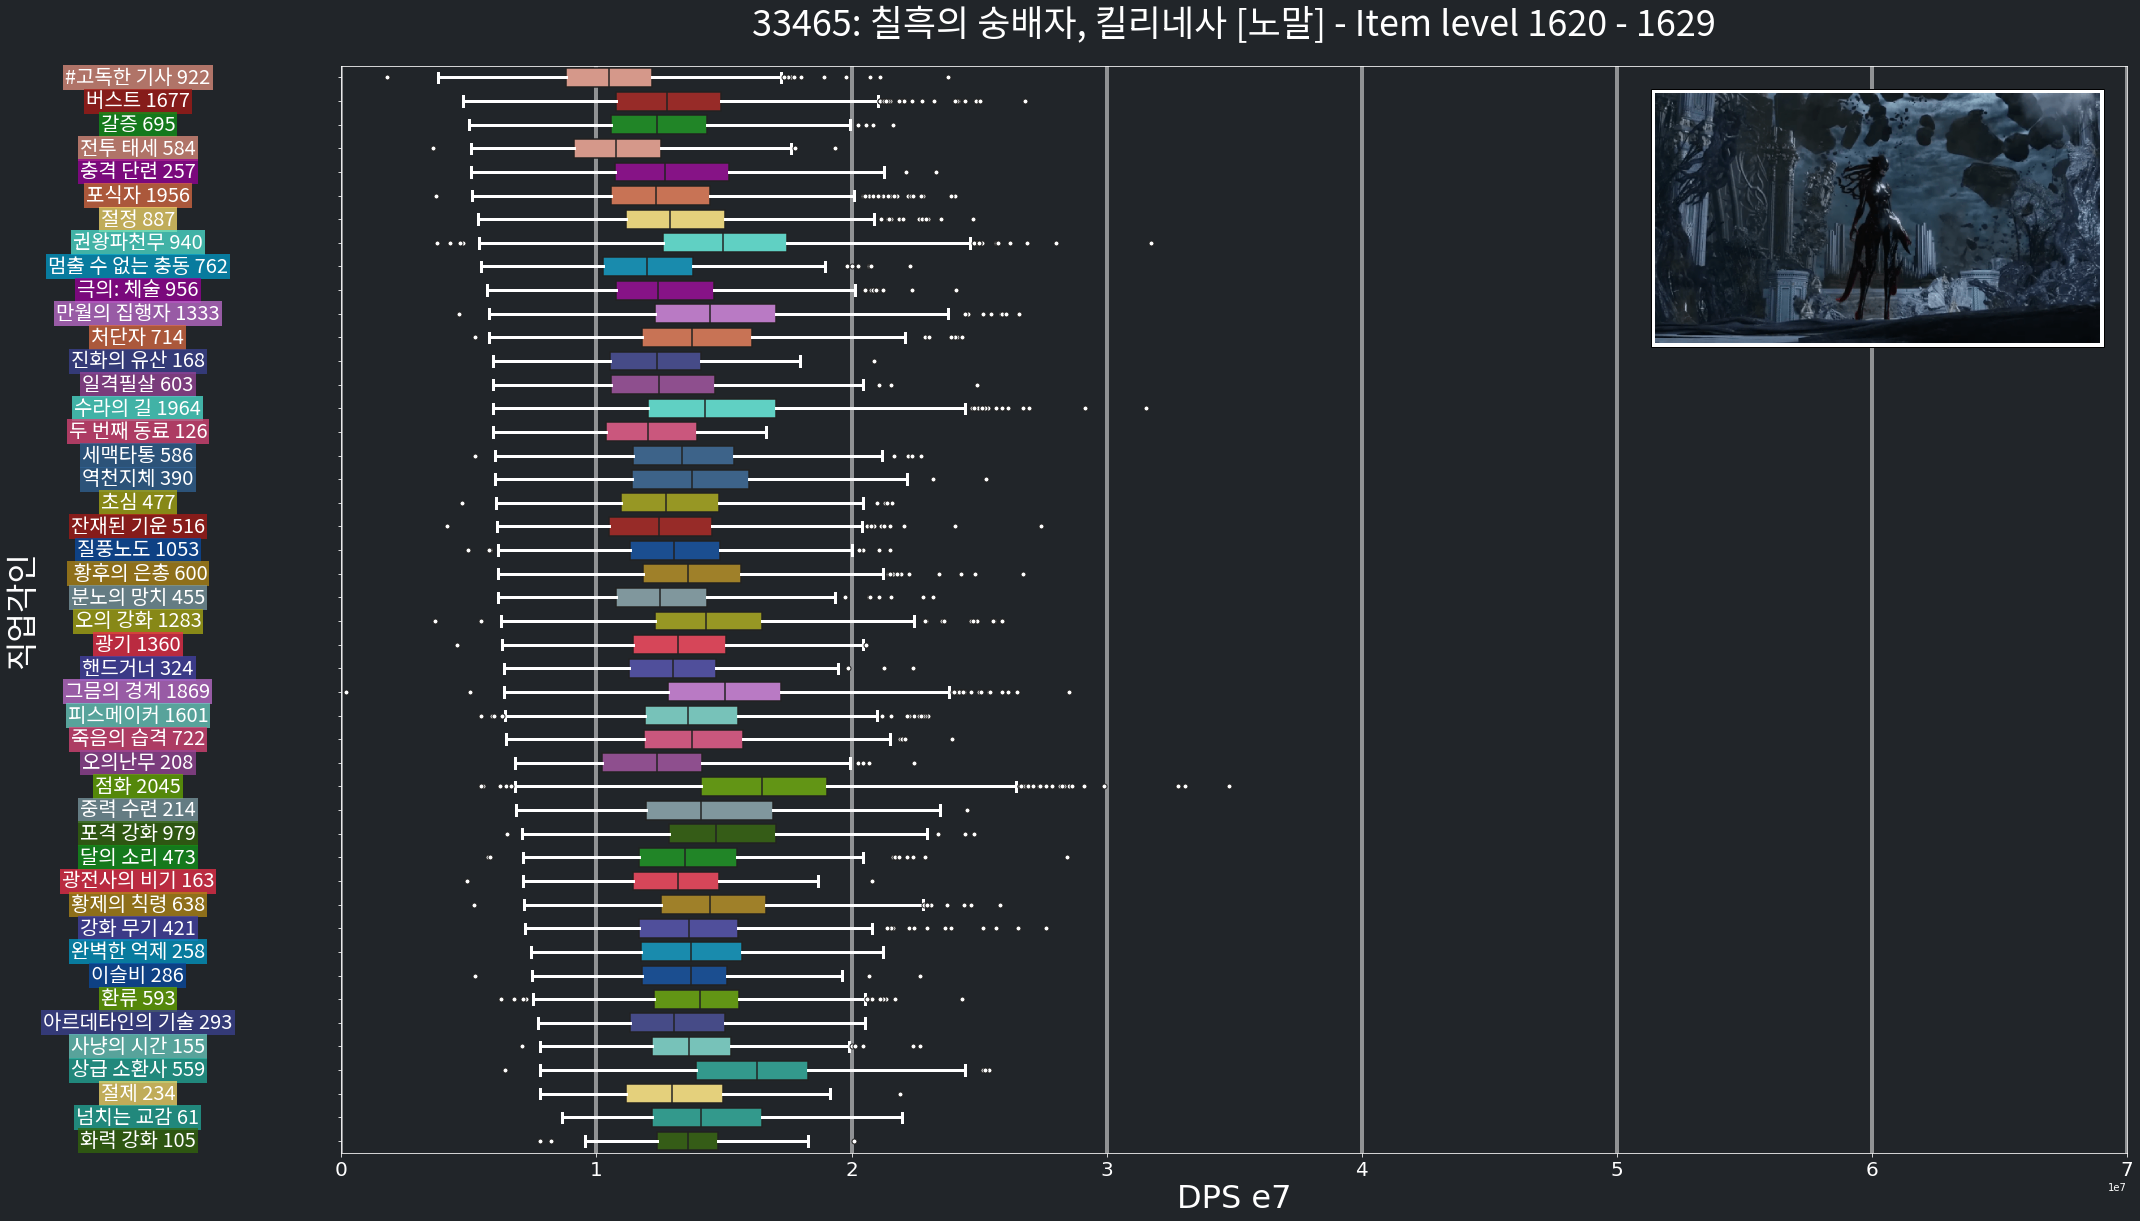 33465: 칠흑의 숭배자, 킬리네사 [노말] - Item level 1620 - 1629
#고독한 기사 922
버스트 1677
갈증 695
전투 태세 584
충격 단련 257
포식자 1956
절정 887
권왕파천무 940
멈출 수 없는 충동 762
극의: 체술 956
만월의 집행자 1333
처단자 714
진화의 유산 168
일격필살 603
수라의 길 1964
두 번째 동료 126
세맥타통 586
역천지체 390
초심 477
잔재된 기운 516
질풍노도 1053
황후의 은총 600
분노의 망치 455
오의 강화 1283
광기 1360
핸드거너 324
그믐의 경계 1869
피스메이커 1601
죽음의 습격 722
오의난무 208
점화 2045
중력 수련 214
포격 강화 979
달의 소리 473
광전사의 비기 163
황제의 칙령 638
강화 무기 421
완벽한 억제 258
이슬비 286
환류 593
아르데타인의 기술 293
사냥의 시간 155
상급 소환사 559
절제 234
넘치는 교감 61
화력 강화 105
직업각인
0 1 2 3 4 5 6 7
1e7
DPS e7